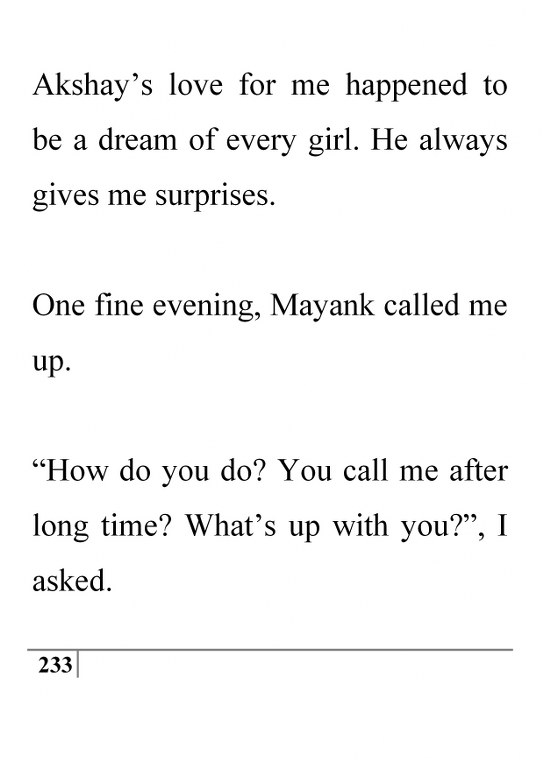 Akshay’s love for me happened to
be a dream of every girl. He always
gives me surprises.
One fine evening, Mayank called me
up.
“How do you do? You call me after
long time? What’s up with you?”, I
asked.
233